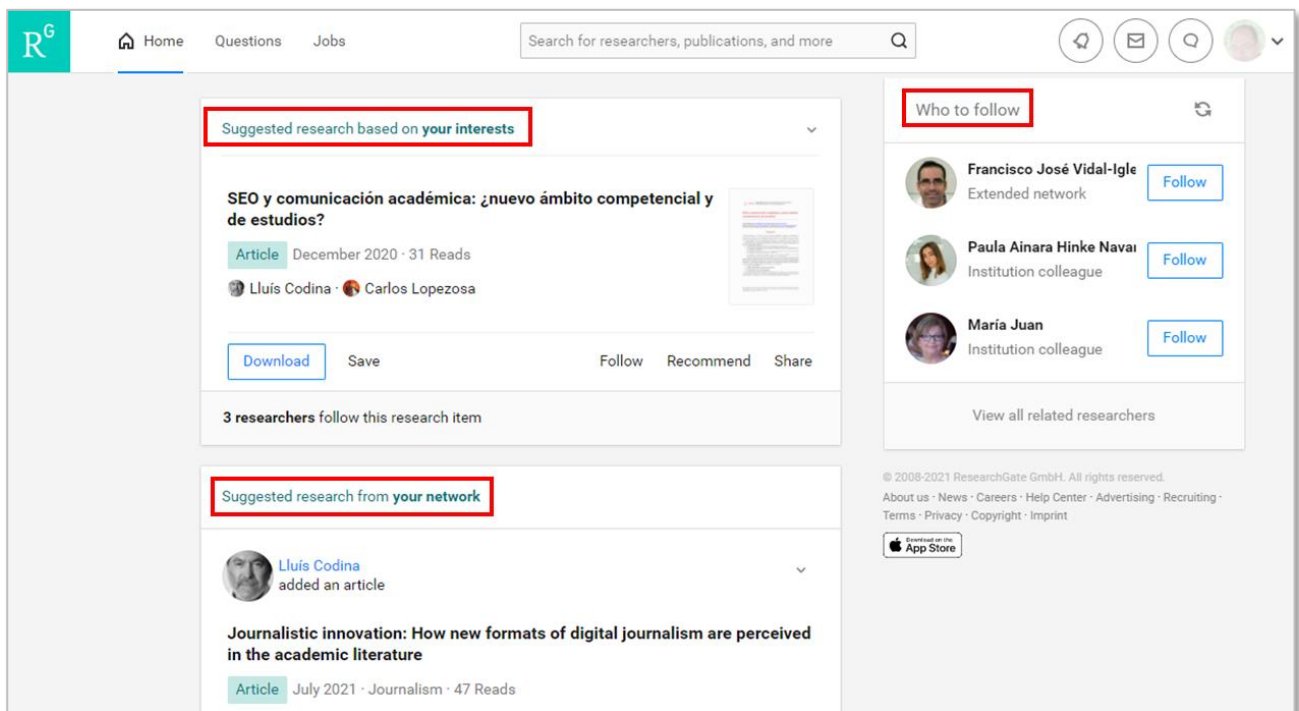 RG
Home Questions Jobs Search for researchers, publications, and more
Suggested research based on your interests
SEO y comunicación académica: ¿nuevo ámbito competencial y
de estudios?
Article December 2020 · 31 Reads
Lluís Codina · Carlos Lopezosa
Download Save Follow Recommend Share
3 researchers follow this research item
Suggested research from your network
Lluís Codina
added an article
Journalistic innovation: How new formats of digital journalism are perceived
in the academic literature
Article July 2021 · Journalism · 47 Reads
Who to follow
Francisco José Vidal-Igle
Extended network
Follow
Paula Ainara Hinke Navar
Institution colleague
Follow
María Juan
Institution colleague
Follow
View all related researchers
© 2008-2021 ResearchGate GmbH. All rights reserved.
About us · News · Careers · Help Center · Advertising · Recruiting ·
Terms · Privacy · Copyright · Imprint
Download on the
App Store